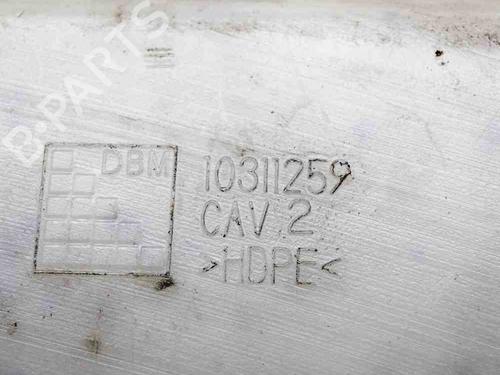 B-PARTS
DBM
10311259
CAV.2
>HDPE<